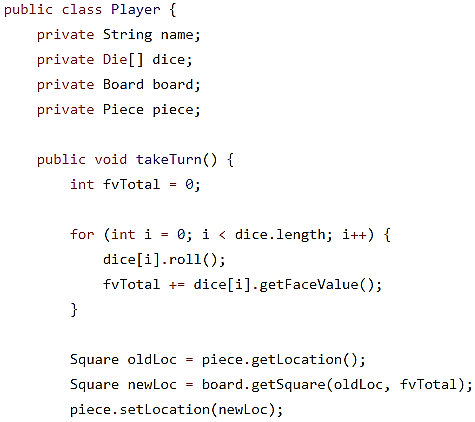 public class Player {
    private String name;
    private Die[] dice;
    private Board board;
    private Piece piece;

    public void takeTurn() {
        int fvTotal = 0;

        for (int i = 0; i < dice.length; i++) {
            dice[i].roll();
            fvTotal += dice[i].getFaceValue();
        }

        Square oldLoc = piece.getLocation();
        Square newLoc = board.getSquare(oldLoc, fvTotal);
        piece.setLocation(newLoc);